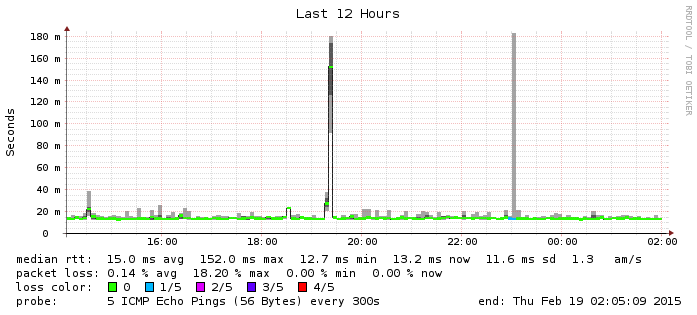 Last 12 Hours
RRDTOOL / TOBI OETIKER
Seconds
180 m
160 m
140 m
120 m
100 m
80 m
60 m
40 m
20 m
0
16:00 18:00 20:00 22:00 00:00 02:00
median rtt: 15.0 ms avg 152.0 ms max 12.7 ms min 13.2 ms now 11.6 ms sd 1.3 am/s
packet loss: 0.14 % avg 18.20 % max 0.00 % min 0.00 % now
loss color: 0 1/5 2/5 3/5 4/5
probe: 5 ICMP Echo Pings (56 Bytes) every 300s end: Thu Feb 19 02:05:09 2015